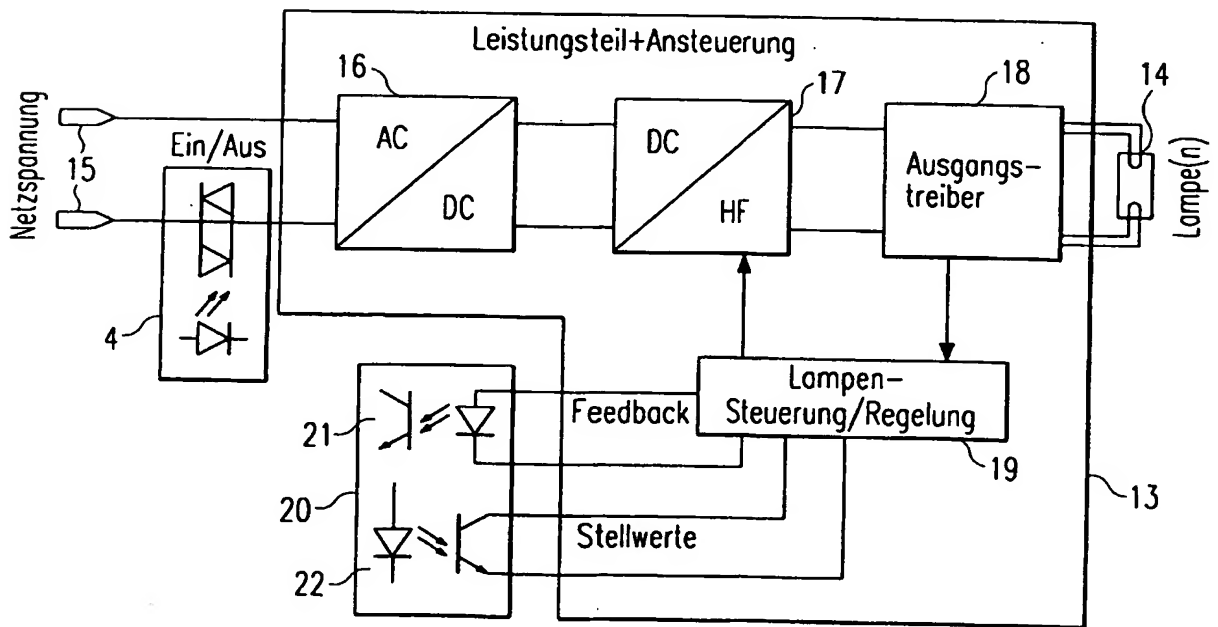 Leistungsteil+Ansteuerung
16
17
18
14
Netzspannung
15
Ein/Aus
AC
DC
DC
HF
Ausgangs-
treiber
Lampe(n)
4
Lampen-
Steuerung/Regelung
21
Feedback
19
13
20
Stellwerte
22